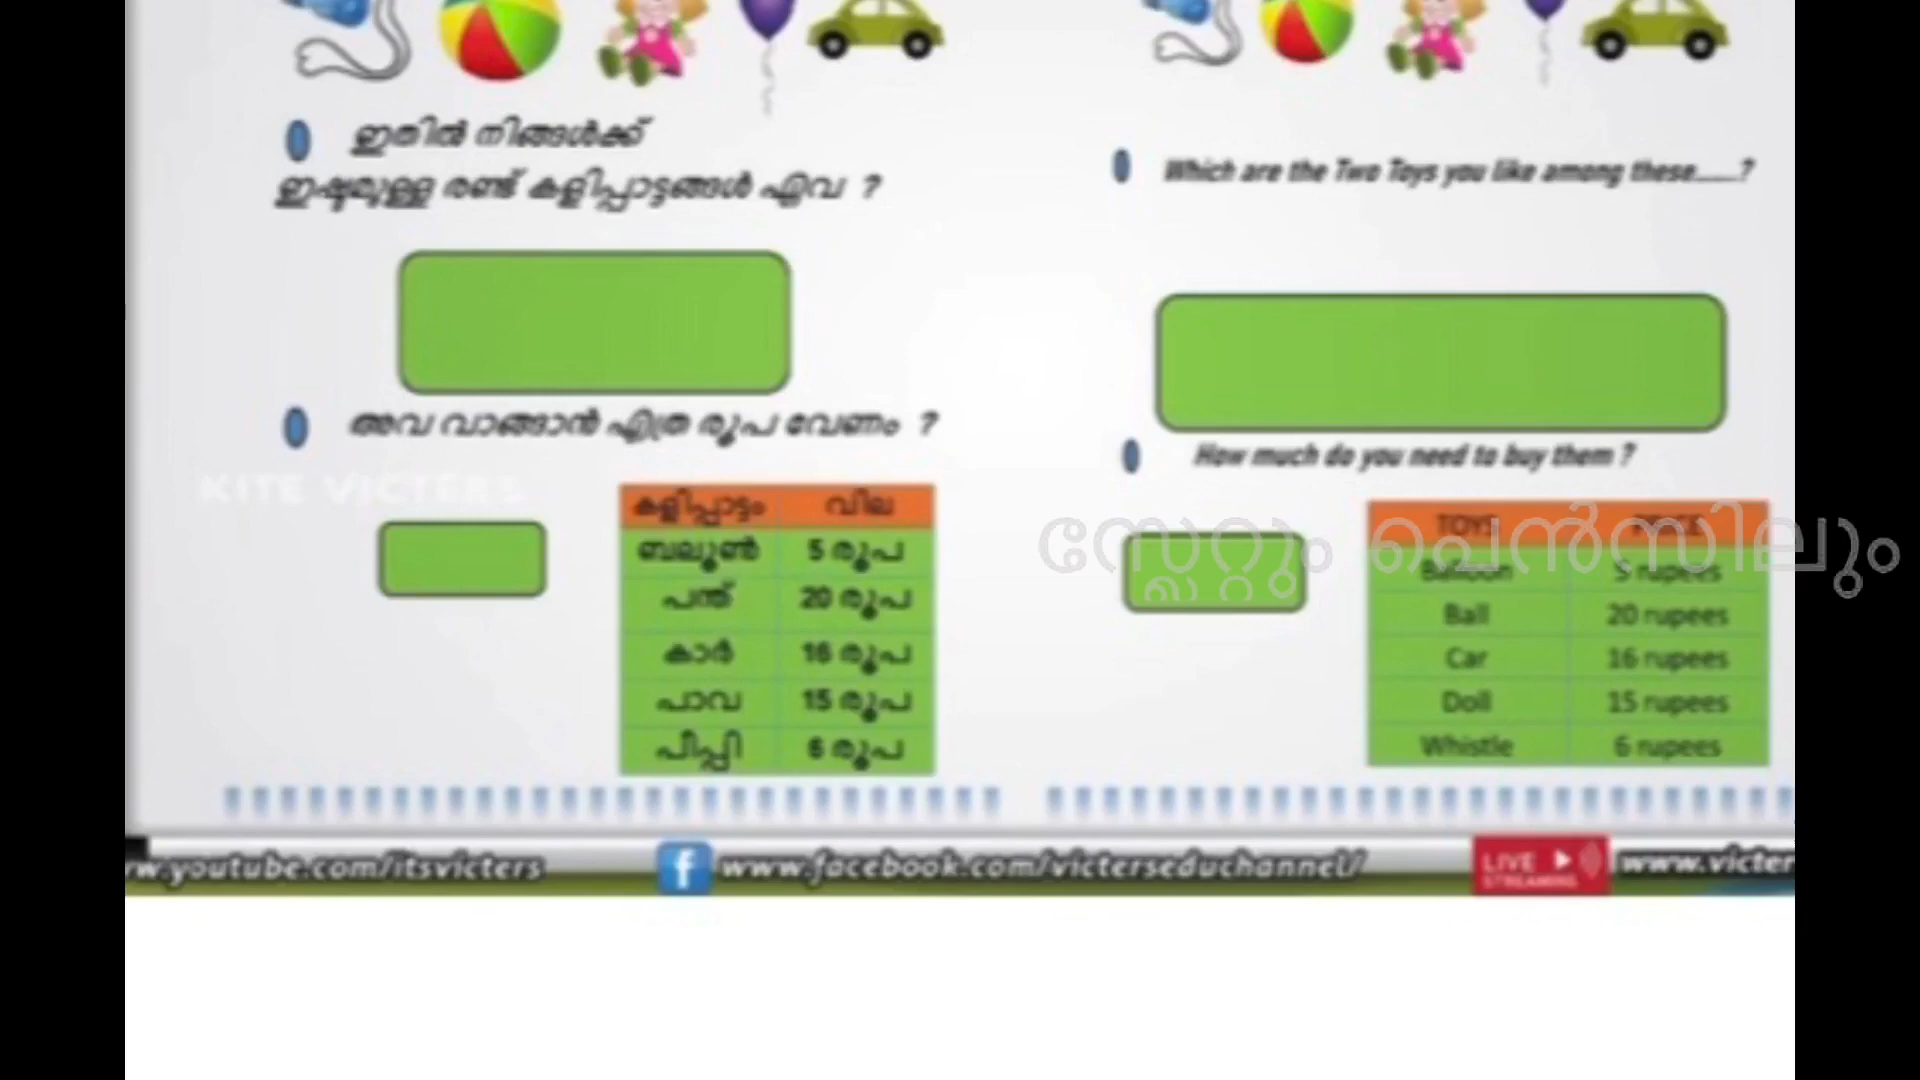 ഇതിൽ നിങ്ങൾക്ക്
ഇഷ്ടമുള്ള രണ്ട് കളിപ്പാട്ടങ്ങൾ ഏവ ?
അവ വാങ്ങാൻ എത്ര രൂപ വേണം ?
KITE VICTERS
കളിപ്പാട്ടം വില
ബലൂൺ 5 രൂപ
പന്ത് 20 രൂപ
കാർ 16 രൂപ
പാവ 15 രൂപ
പീപ്പി 6 രൂപ
Which are the Two Toys you like among these......?
How much do you need to buy them ?
സ്ലേറ്റും പെൻസിലും
TOYS PRICE
Balloon 5 rupees
Ball 20 rupees
Car 16 rupees
Doll 15 rupees
Whistle 6 rupees
w.youtube.com/itsvicters
f www.facebook.com/victerseduchannel/
LIVE STREAMING
www.victer